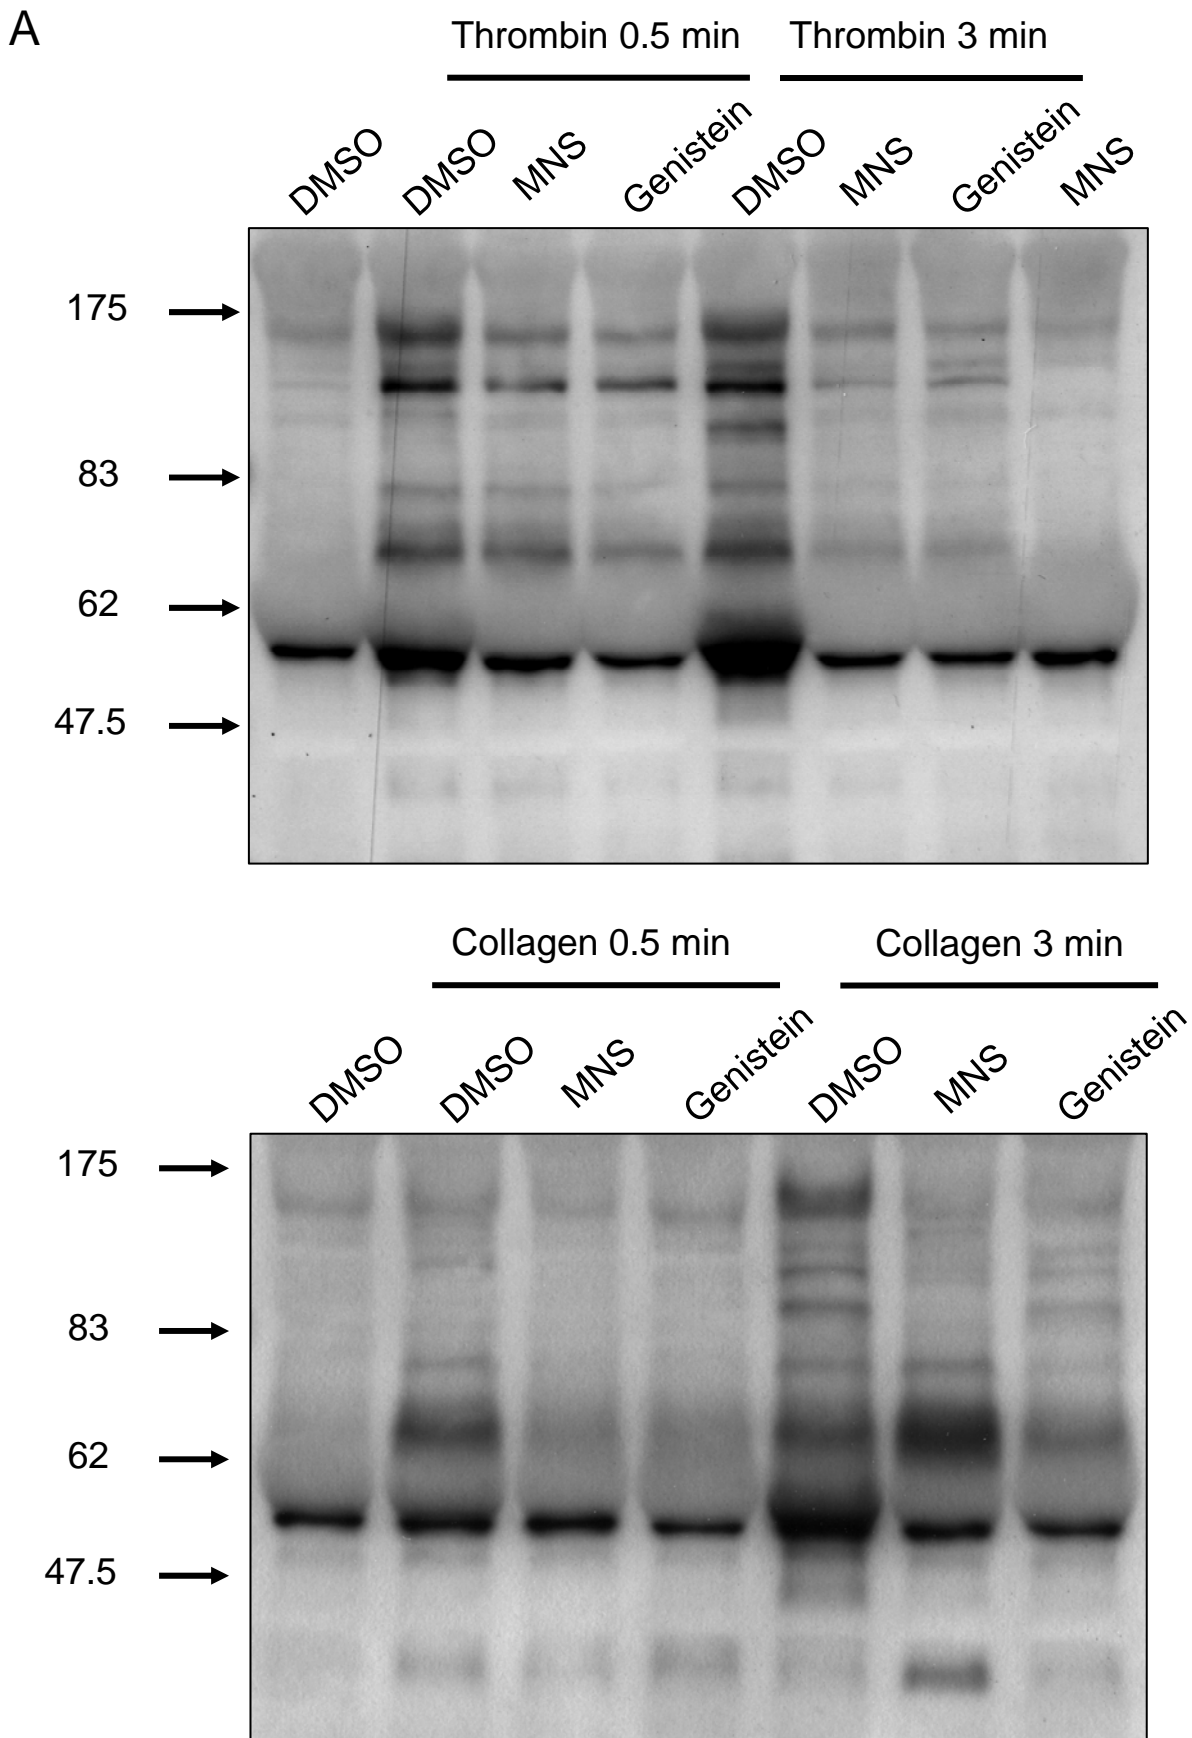 A
Thrombin 0.5 min Thrombin 3 min
DMSO DMSO MNS Genistein DMSO MNS Genistein MNS
175
83
62
47.5
Collagen 0.5 min Collagen 3 min
DMSO DMSO MNS Genistein DMSO MNS Genistein
175
83
62
47.5